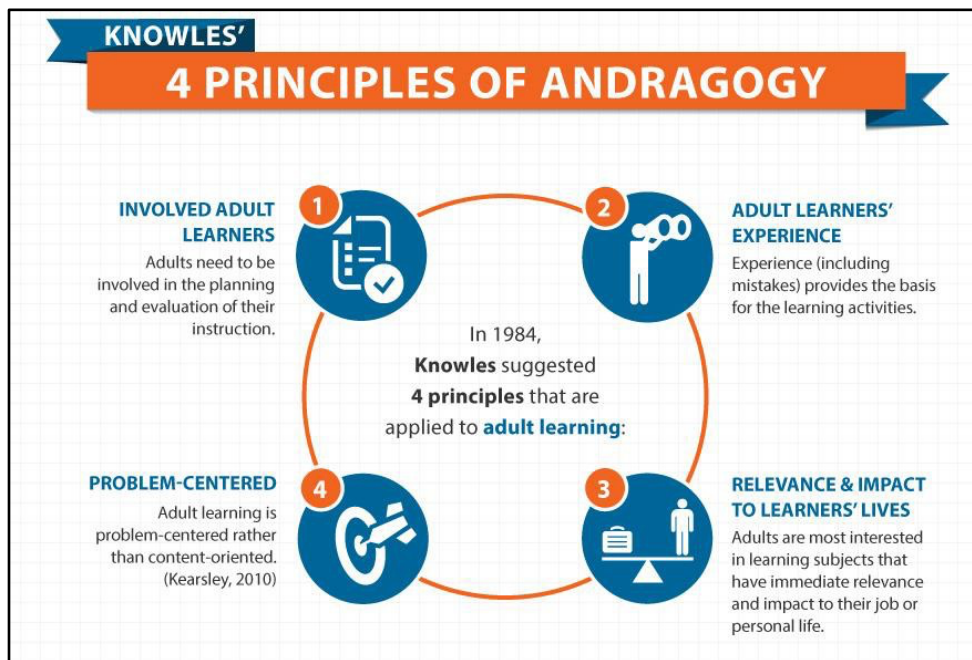 KNOWLES’
4 PRINCIPLES OF ANDRAGOGY
1
INVOLVED ADULT
LEARNERS
Adults need to be
involved in the planning
and evaluation of their
instruction.
2
ADULT LEARNERS’
EXPERIENCE
Experience (including
mistakes) provides the basis
for the learning activities.
In 1984,
Knowles suggested
4 principles that are
applied to adult learning:
3
RELEVANCE & IMPACT
TO LEARNERS’ LIVES
Adults are most interested
in learning subjects that
have immediate relevance
and impact to their job or
personal life.
4
PROBLEM-CENTERED
Adult learning is
problem-centered rather
than content-oriented.
(Kearsley, 2010)